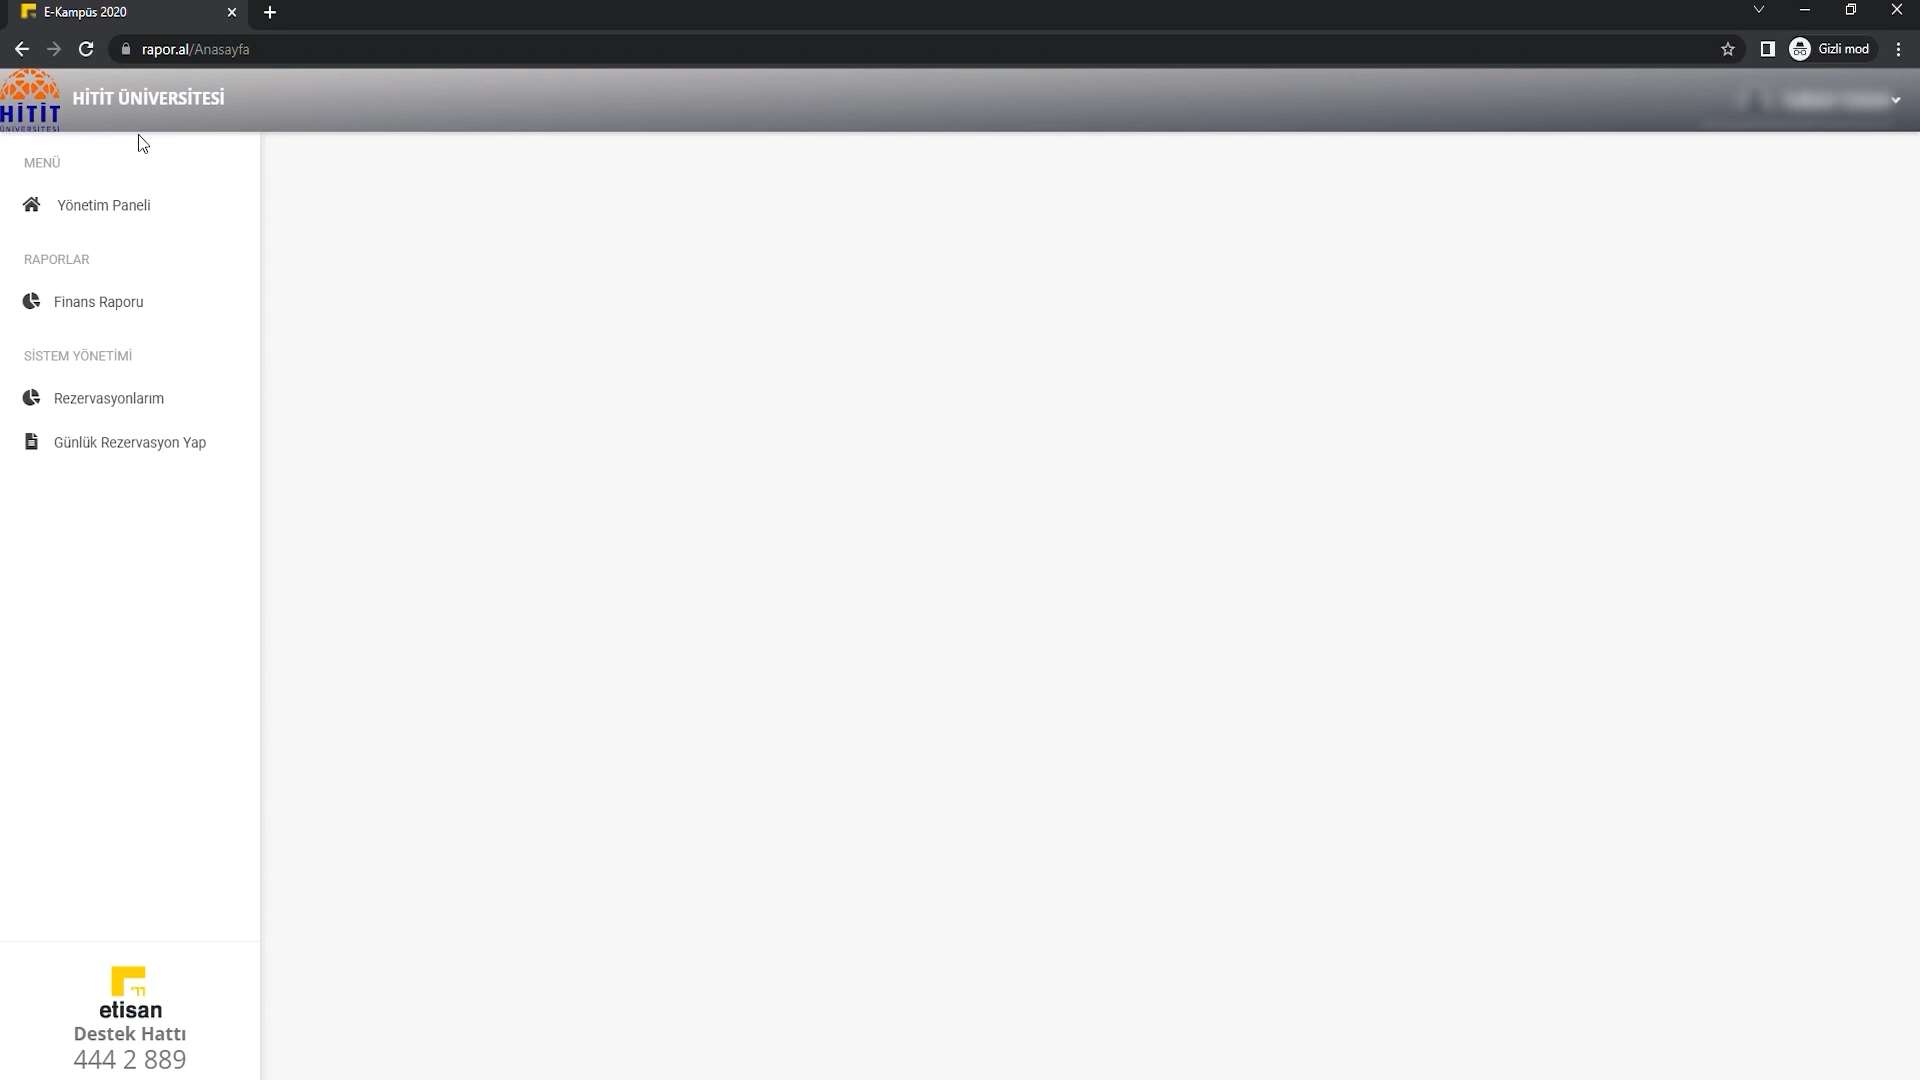 E-Kampüs 2020
rapor.al/Anasayfa
Gizli mod
HİTİT
ÜNİVERSİTESİ
HİTİT ÜNİVERSİTESİ
MENÜ
Yönetim Paneli
RAPORLAR
Finans Raporu
SİSTEM YÖNETİMİ
Rezervasyonlarım
Günlük Rezervasyon Yap
etisan
Destek Hattı
444 2 889